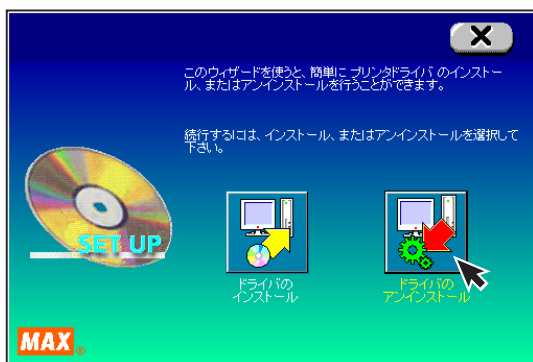 このウィザードを使うと、簡単に プリンタドライバ のインストー
ル、またはアンインストールを行うことができます。
続行するには、インストール、またはアンインストールを選択して
下さい。
SET UP
ドライバの
インストール
ドライバの
アンインストール
MAX®